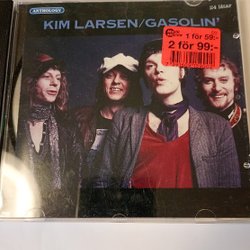 ANTHOLOGY
KIM LARSEN/GASOLIN'
1 för 59:-
2 för 99:-